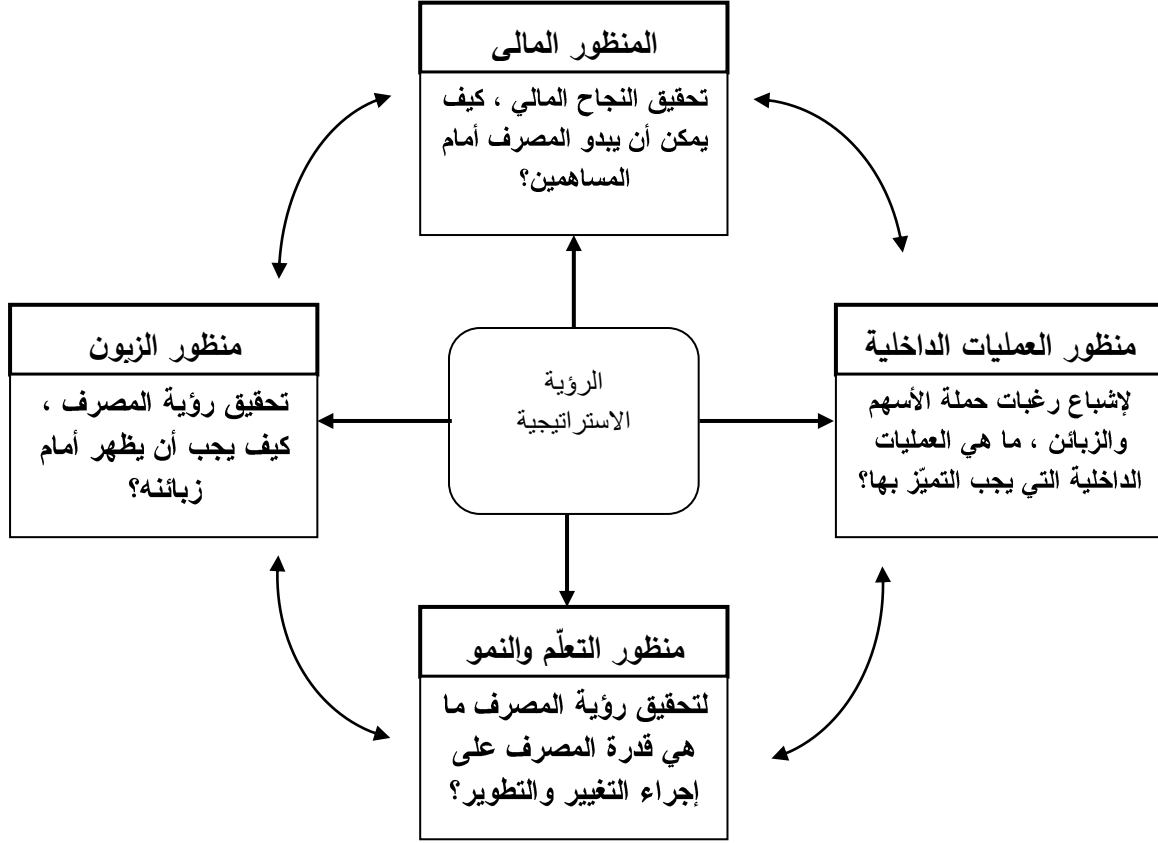 المنظور المالي
تحقيق النجاح المالي ، كيف
يمكن أن يبدو المصرف أمام
المساهمين؟
منظور العمليات الداخلية
لإشباع رغبات حملة الأسهم
والزبائن ، ما هي العمليات
الداخلية التي يجب التميّز بها؟
الرؤية
الاستراتيجية
منظور الزبون
تحقيق رؤية المصرف ،
كيف يجب أن يظهر أمام
زبائنه؟
منظور التعلّم والنمو
لتحقيق رؤية المصرف ما
هي قدرة المصرف على
إجراء التغيير والتطوير؟